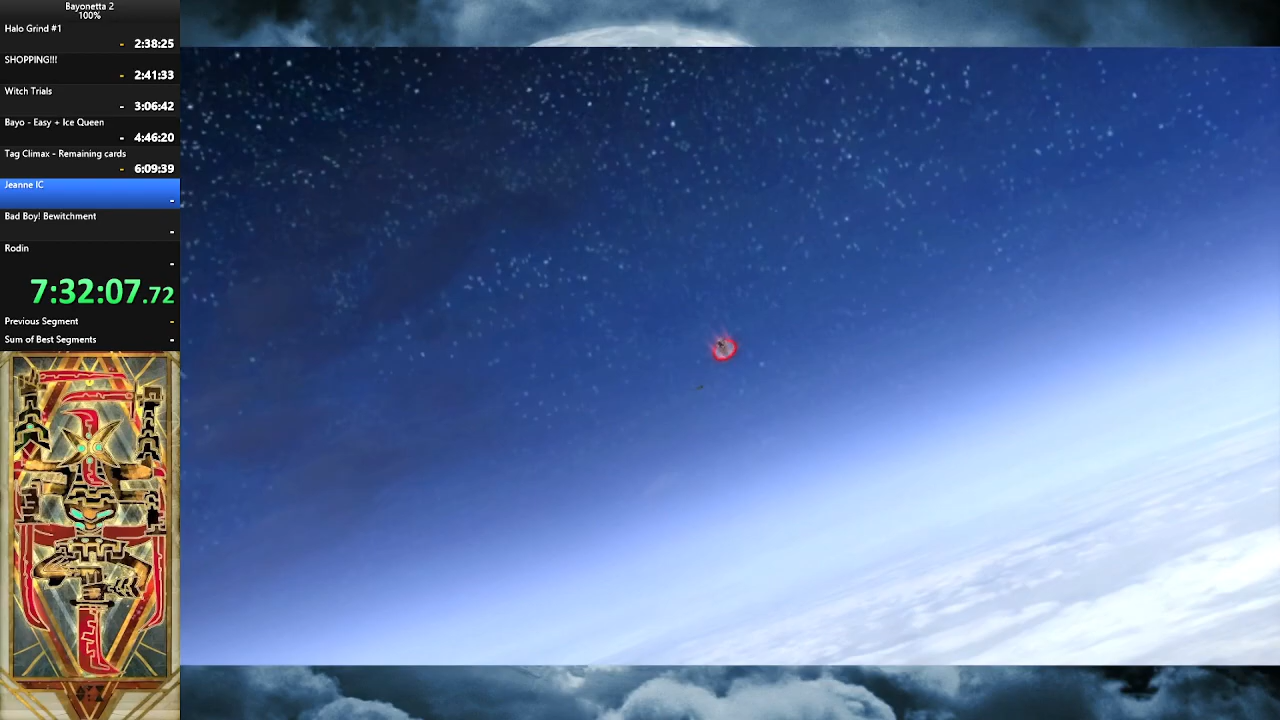 Bayonetta 2
100%
Halo Grind #1
- 2:38:25
SHOPPING!!!
- 2:41:33
Witch Trials
- 3:06:42
Bayo - Easy + Ice Queen
- 4:46:20
Tag Climax - Remaining cards
- 6:09:39
Jeanne IC
-
Bad Boy! Bewitchment
-
Rodin
-
7:32:07.72
Previous Segment -
Sum of Best Segments -